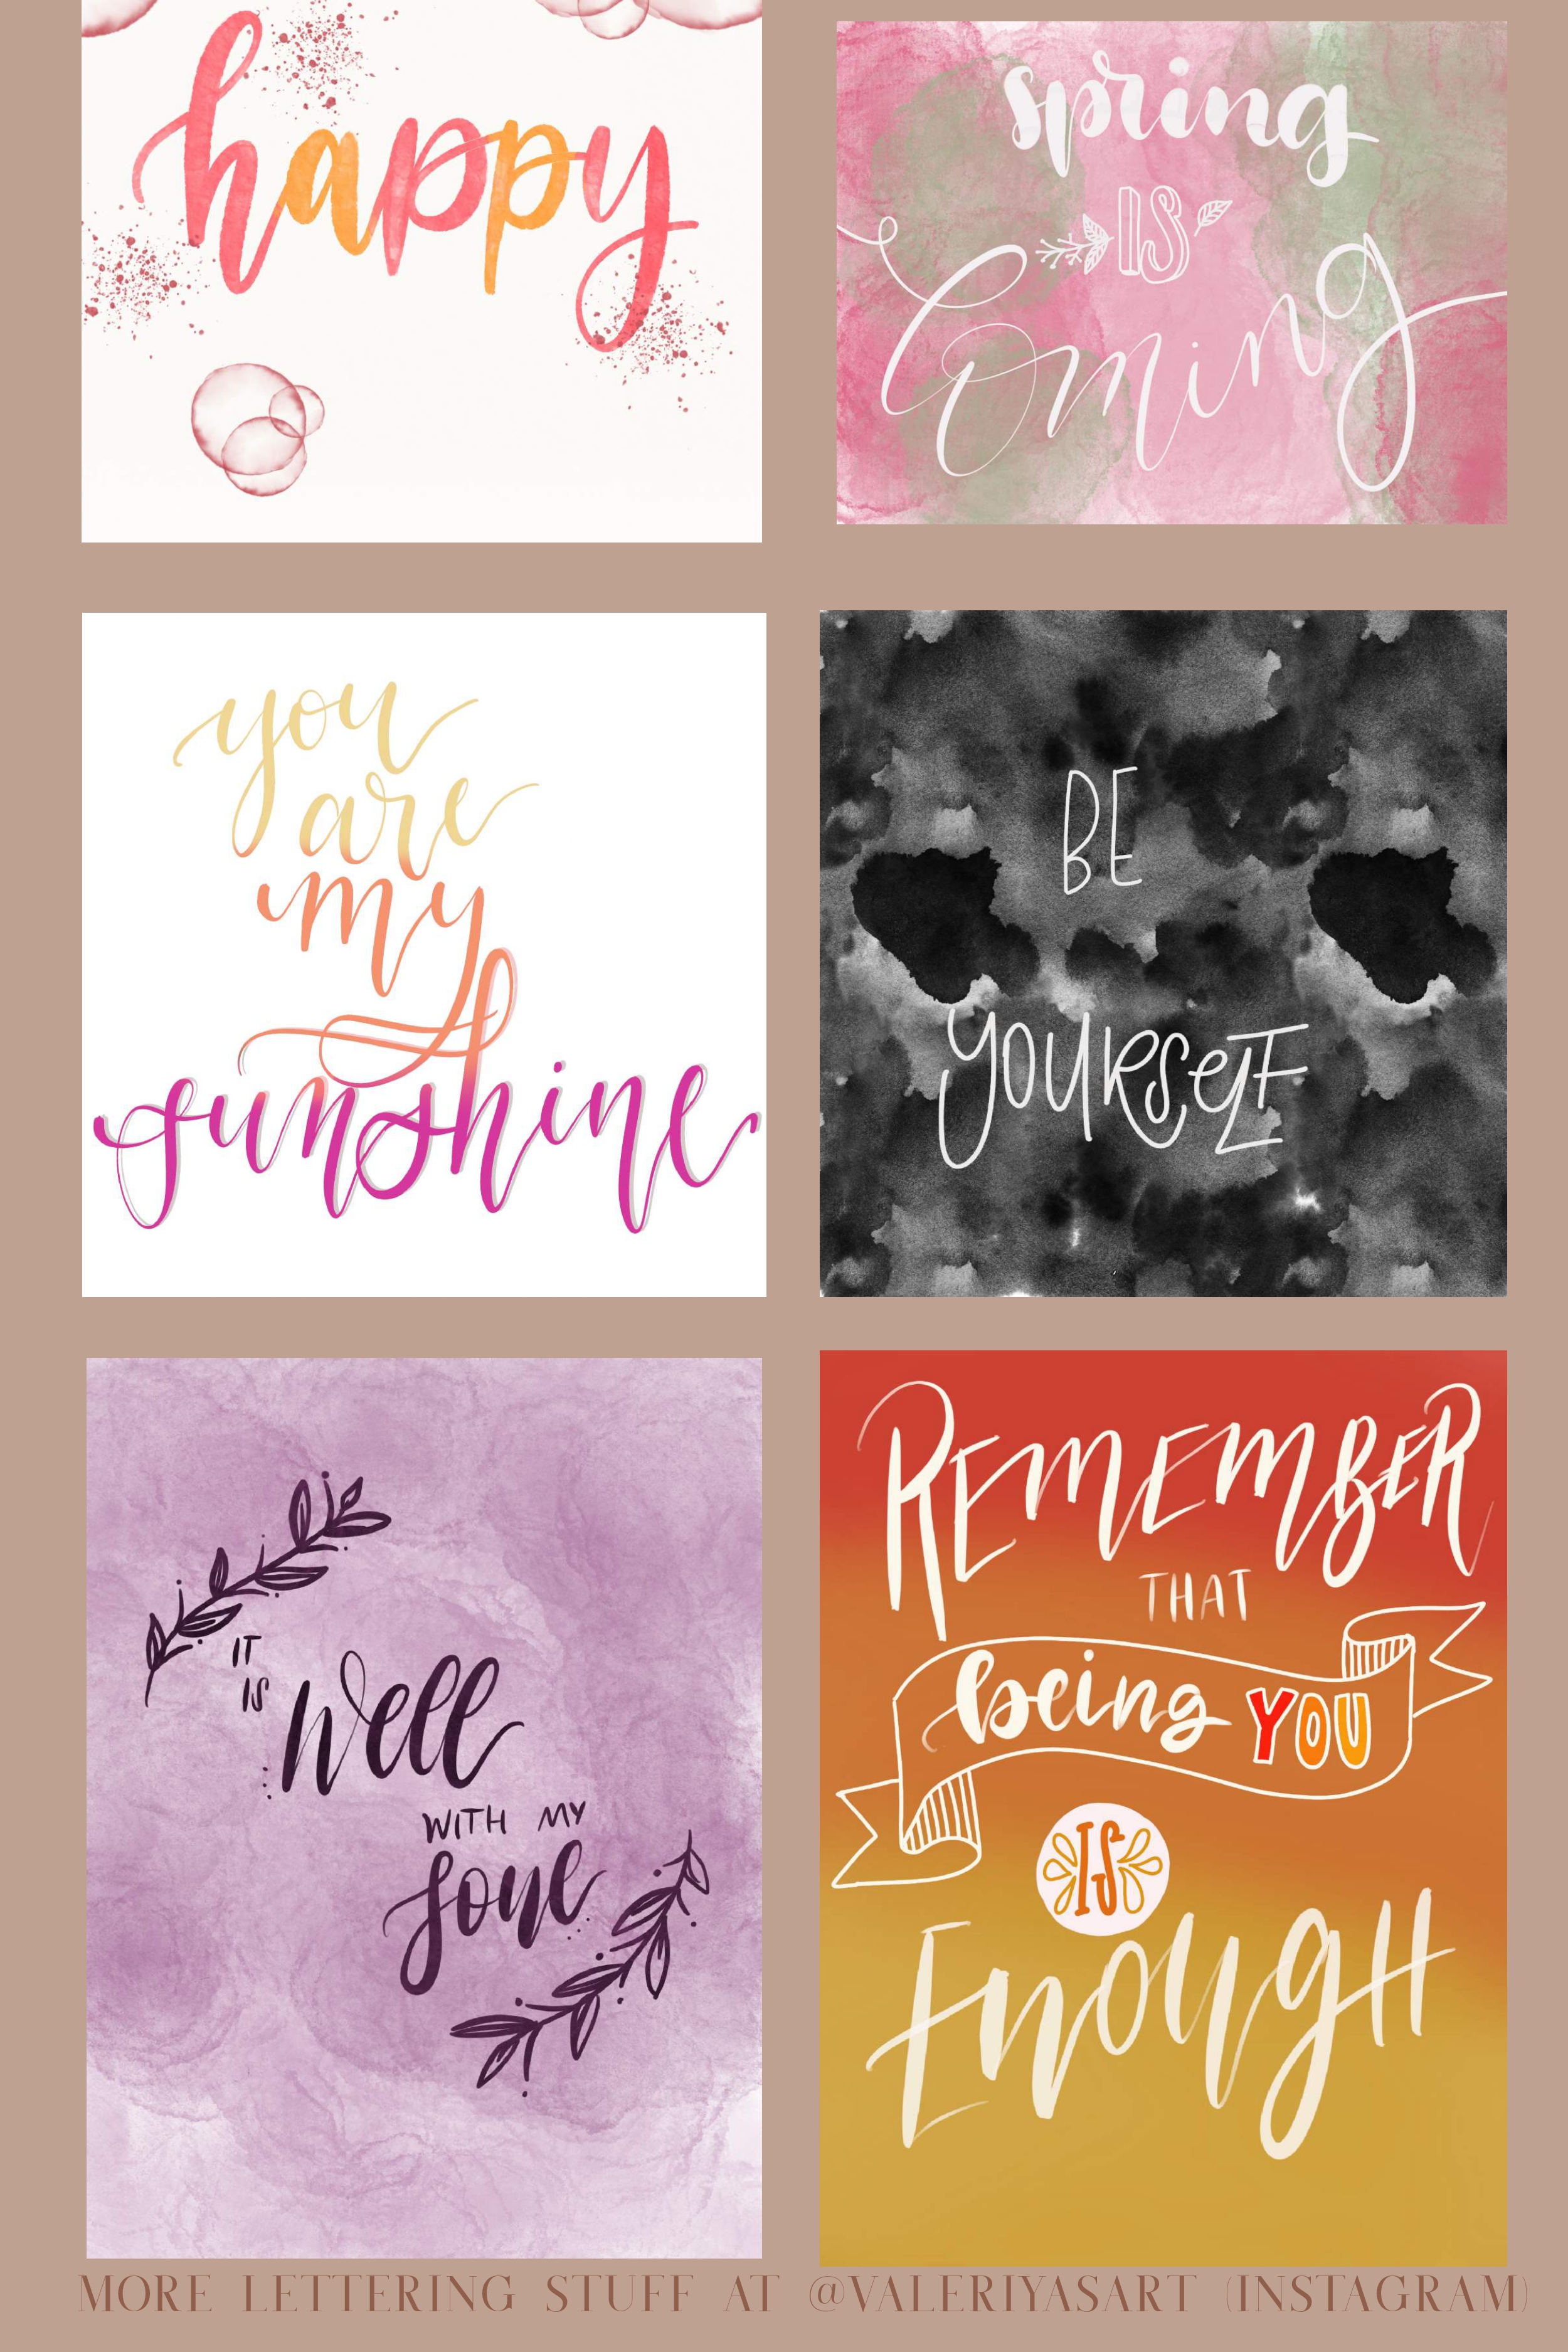 happy
spring
IS
Coming
you
are
my
sunshine
BE
YOURSELF
IT
IS well
WITH MY
soue
REMEMBER
THAT
being YOU
IS
EnougH
MORE LETTERING STUFF AT @VALERIYASART (INSTAGRAM)